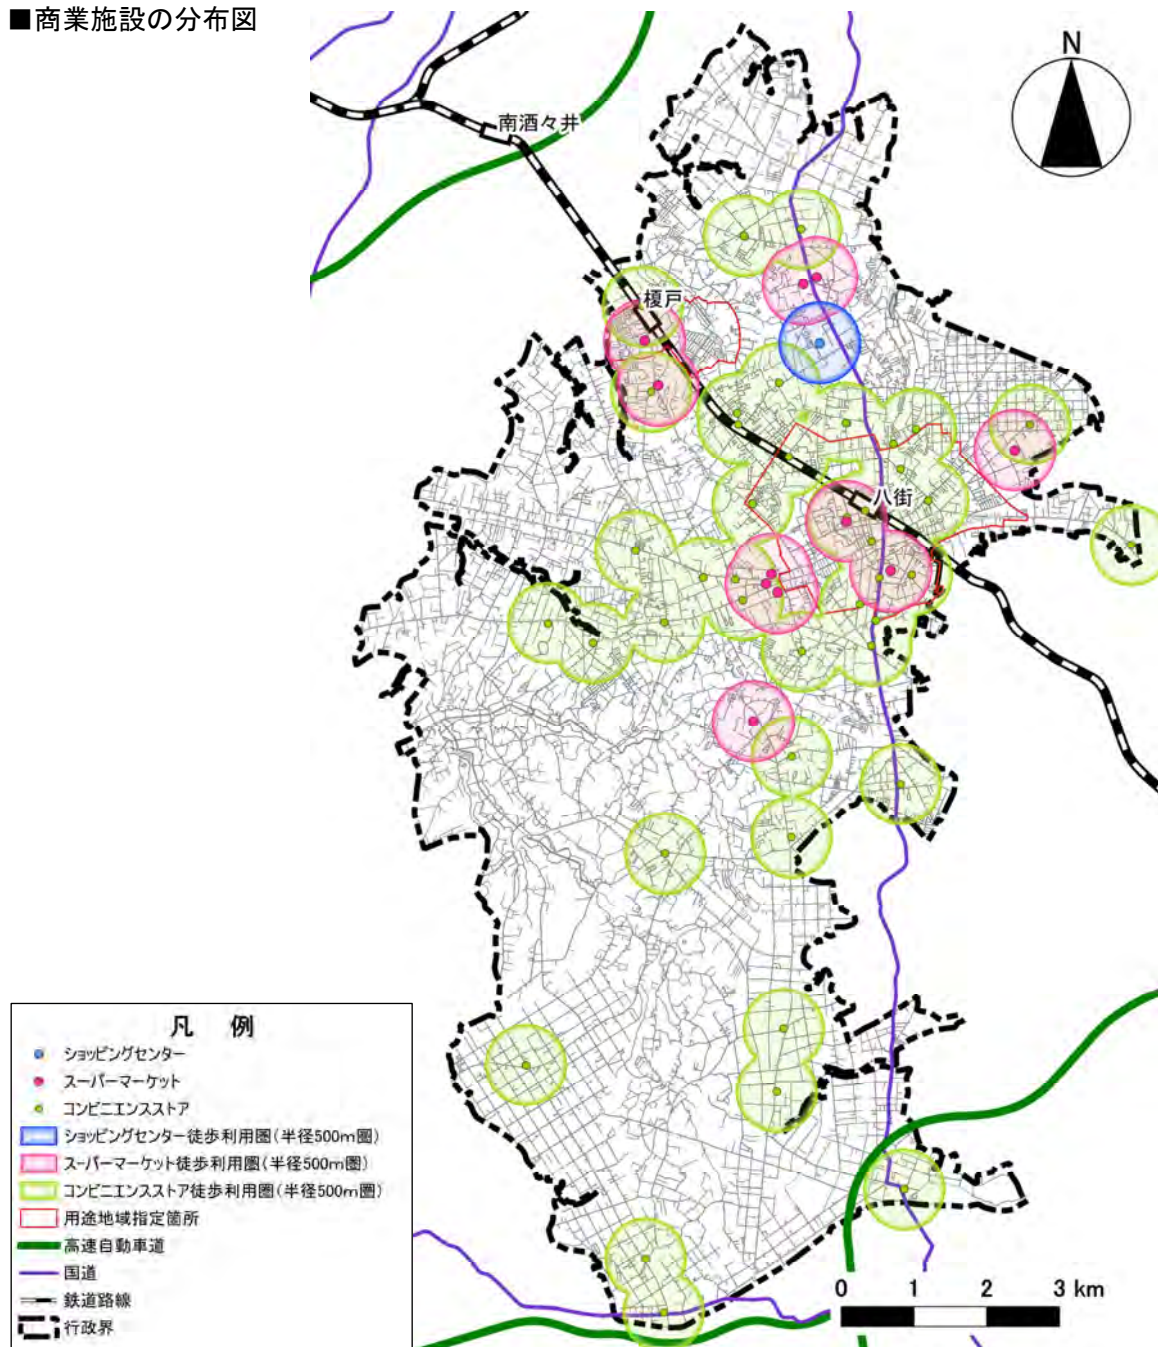 ■商業施設の分布図
N
南酒々井
榎戸
八街
凡 例
ショッピングセンター
スーパーマーケット
コンビニエンスストア
ショッピングセンター徒歩利用圏(半径500m圏)
スーパーマーケット徒歩利用圏(半径500m圏)
コンビニエンスストア徒歩利用圏(半径500m圏)
用途地域指定箇所
高速自動車道
国道
鉄道路線
行政界
0 1 2 3 km